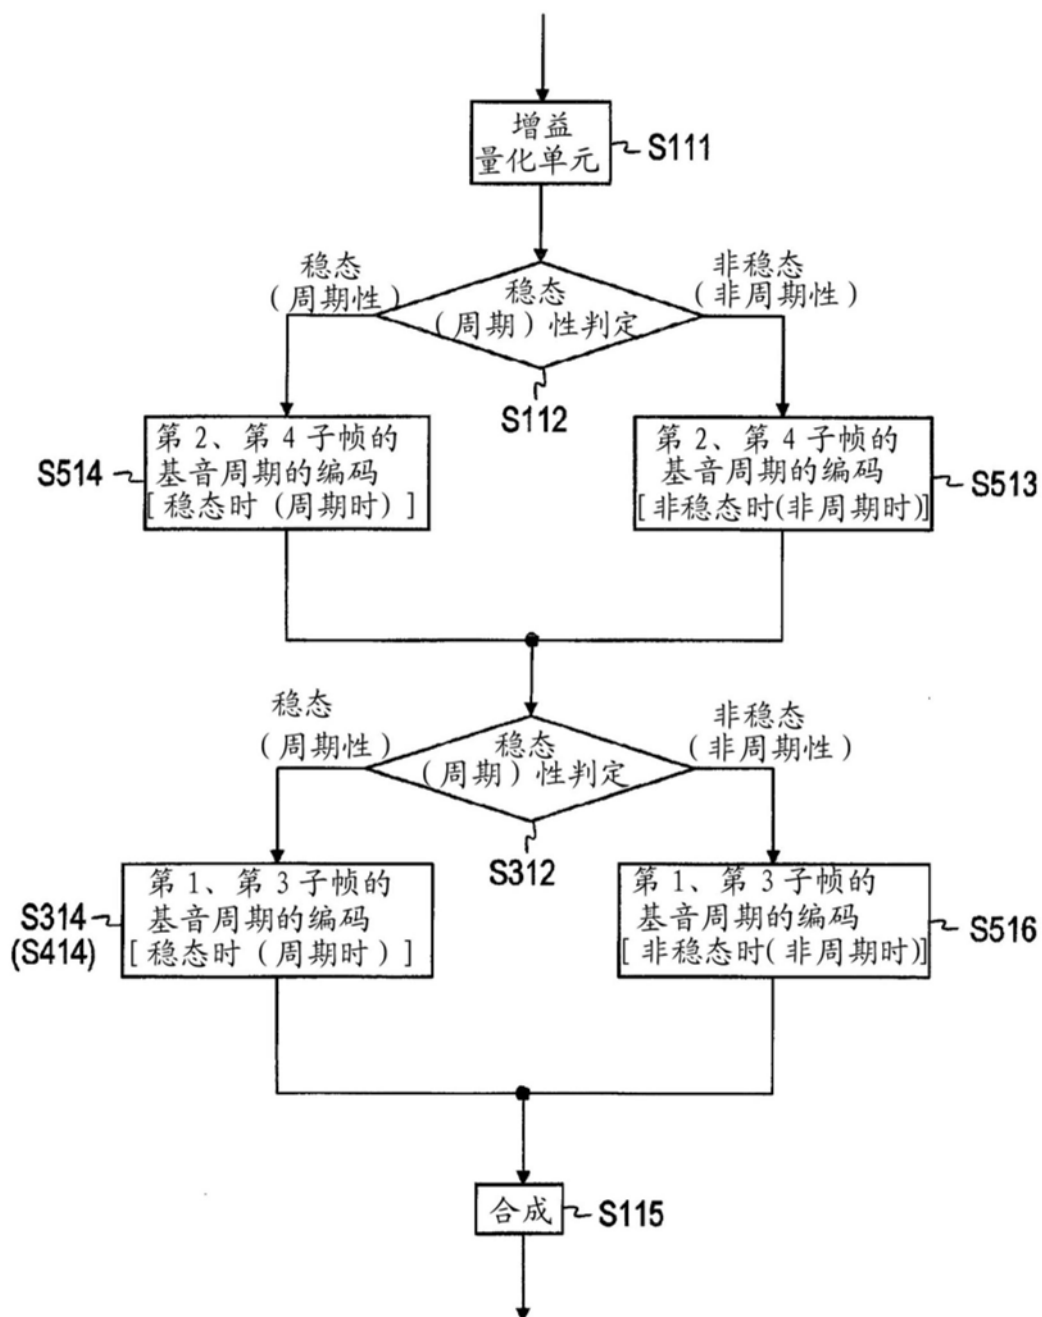 增益
量化单元
S111
稳态
(周期性)
非稳态
(非周期性)
稳态
(周期)性判定
S112
第2、第4子帧的
基音周期的编码
[稳态时(周期时)]
S514
第2、第4子帧的
基音周期的编码
[非稳态时(非周期时)]
S513
稳态
(周期性)
非稳态
(非周期性)
稳态
(周期)性判定
S312
第1、第3子帧的
基音周期的编码
[稳态时(周期时)]
S314
(S414)
第1、第3子帧的
基音周期的编码
[非稳态时(非周期时)]
S516
合成
S115